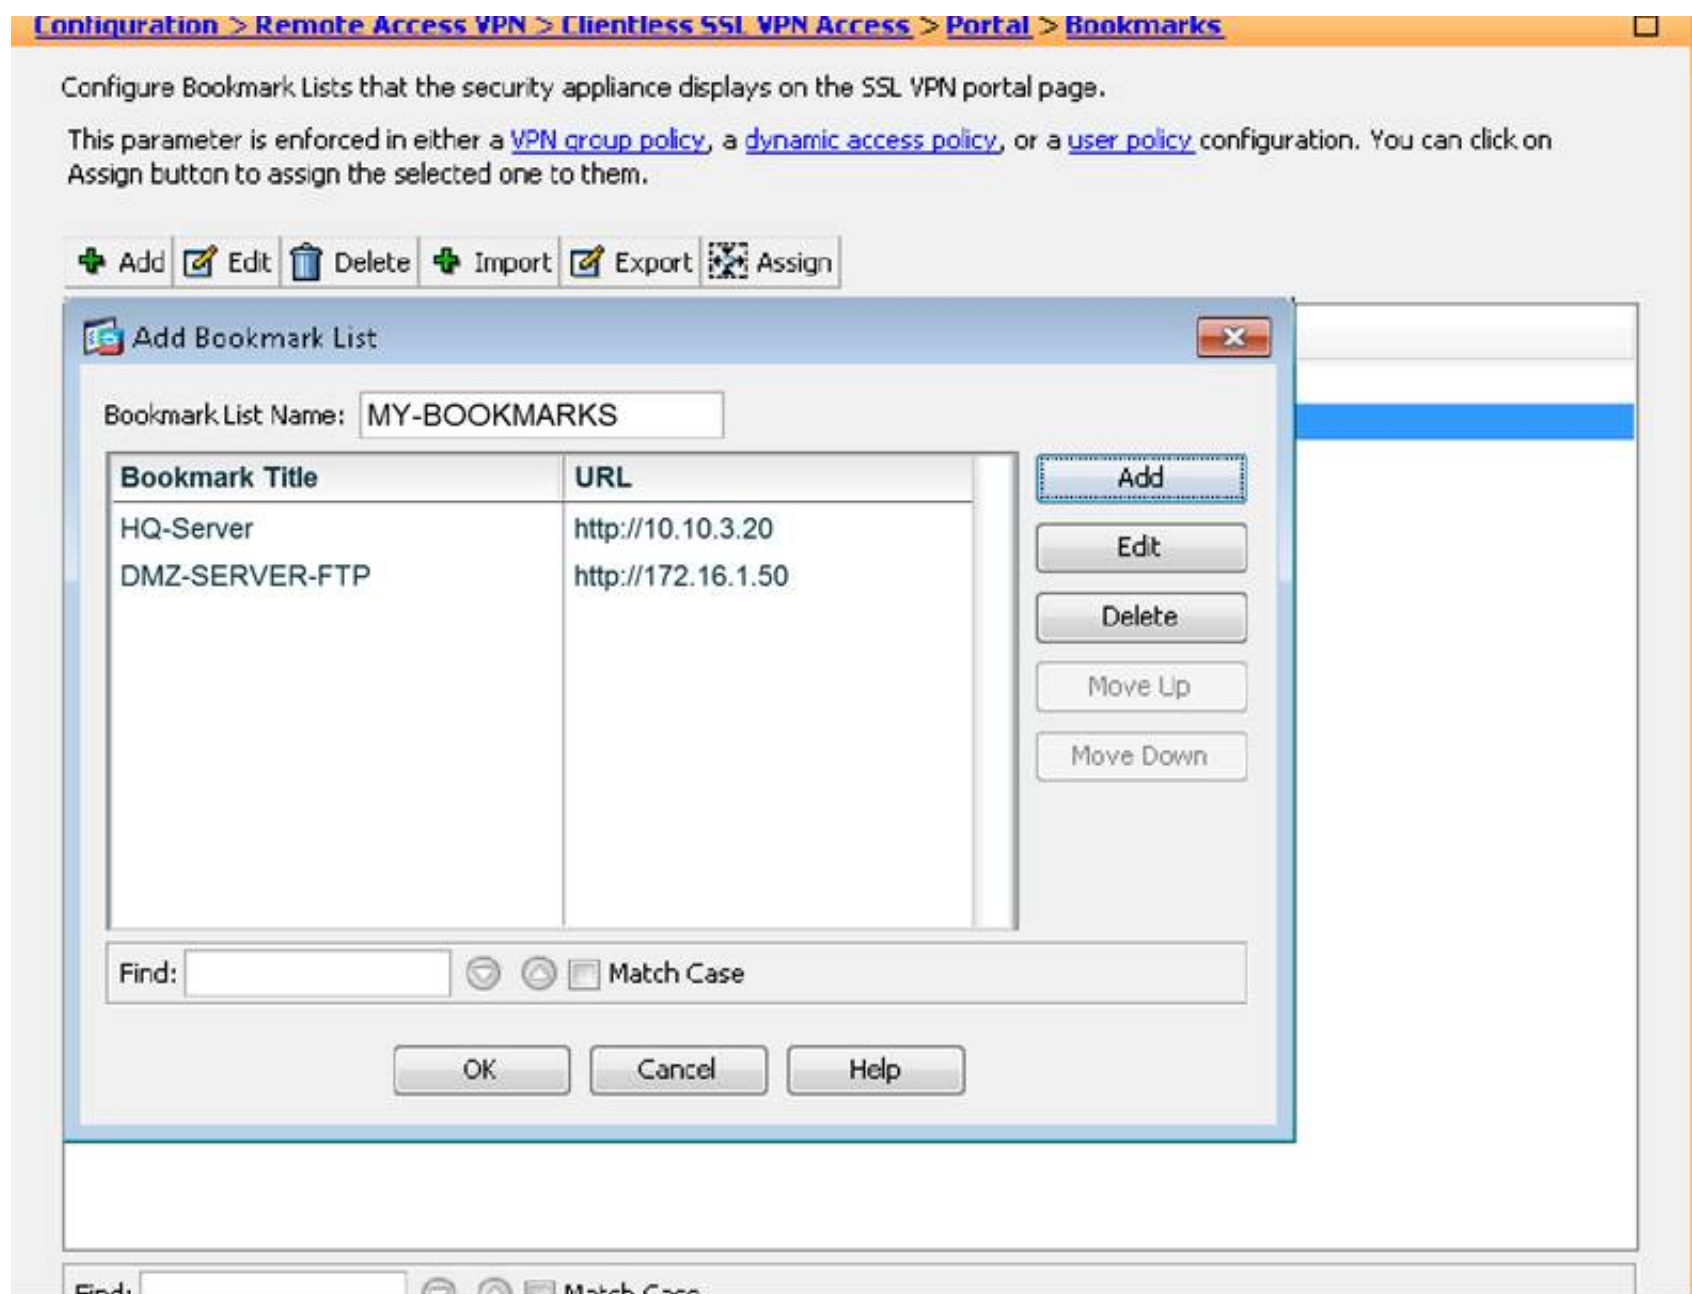 Configuration > Remote Access VPN > Clientless SSL VPN Access > Portal > Bookmarks
Configure Bookmark Lists that the security appliance displays on the SSL VPN portal page.
This parameter is enforced in either a VPN group policy, a dynamic access policy, or a user policy configuration. You can click on
Assign button to assign the selected one to them.
Add Edit Delete Import Export Assign
Add Bookmark List
Bookmark List Name: MY-BOOKMARKS
Bookmark Title URL
HQ-Server http://10.10.3.20
DMZ-SERVER-FTP http://172.16.1.50
Add
Edit
Delete
Move Up
Move Down
Find: Match Case
OK Cancel Help
Find: Match Case